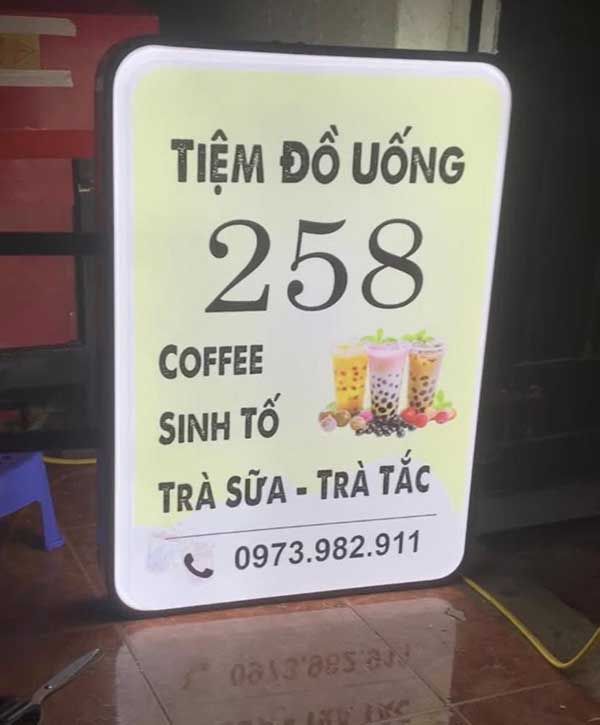 TIỆM ĐỒ UỐNG
258
COFFEE
SINH TỐ
TRÀ SỮA - TRÀ TẮC
0973.982.911